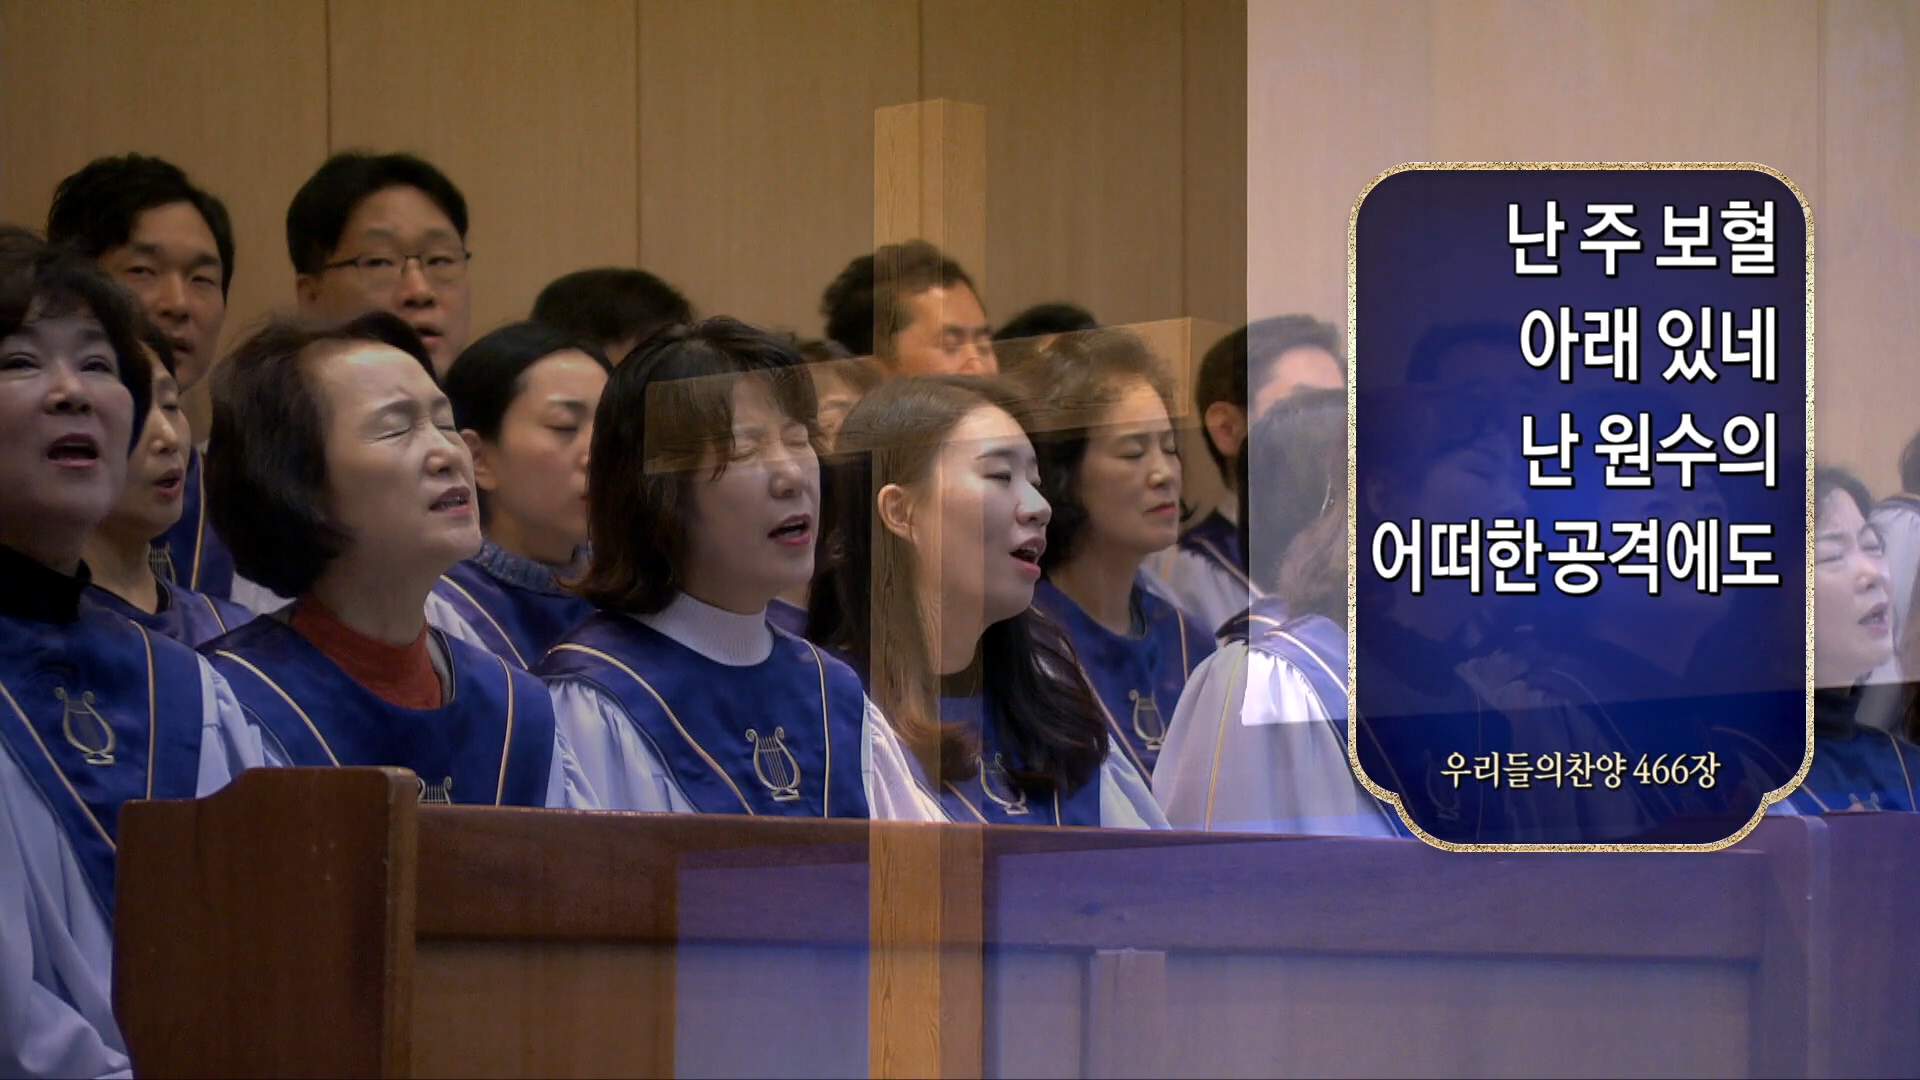 난 주 보혈
아래 있네
난 원수의
어떠한공격에도
우리들의찬양 466장